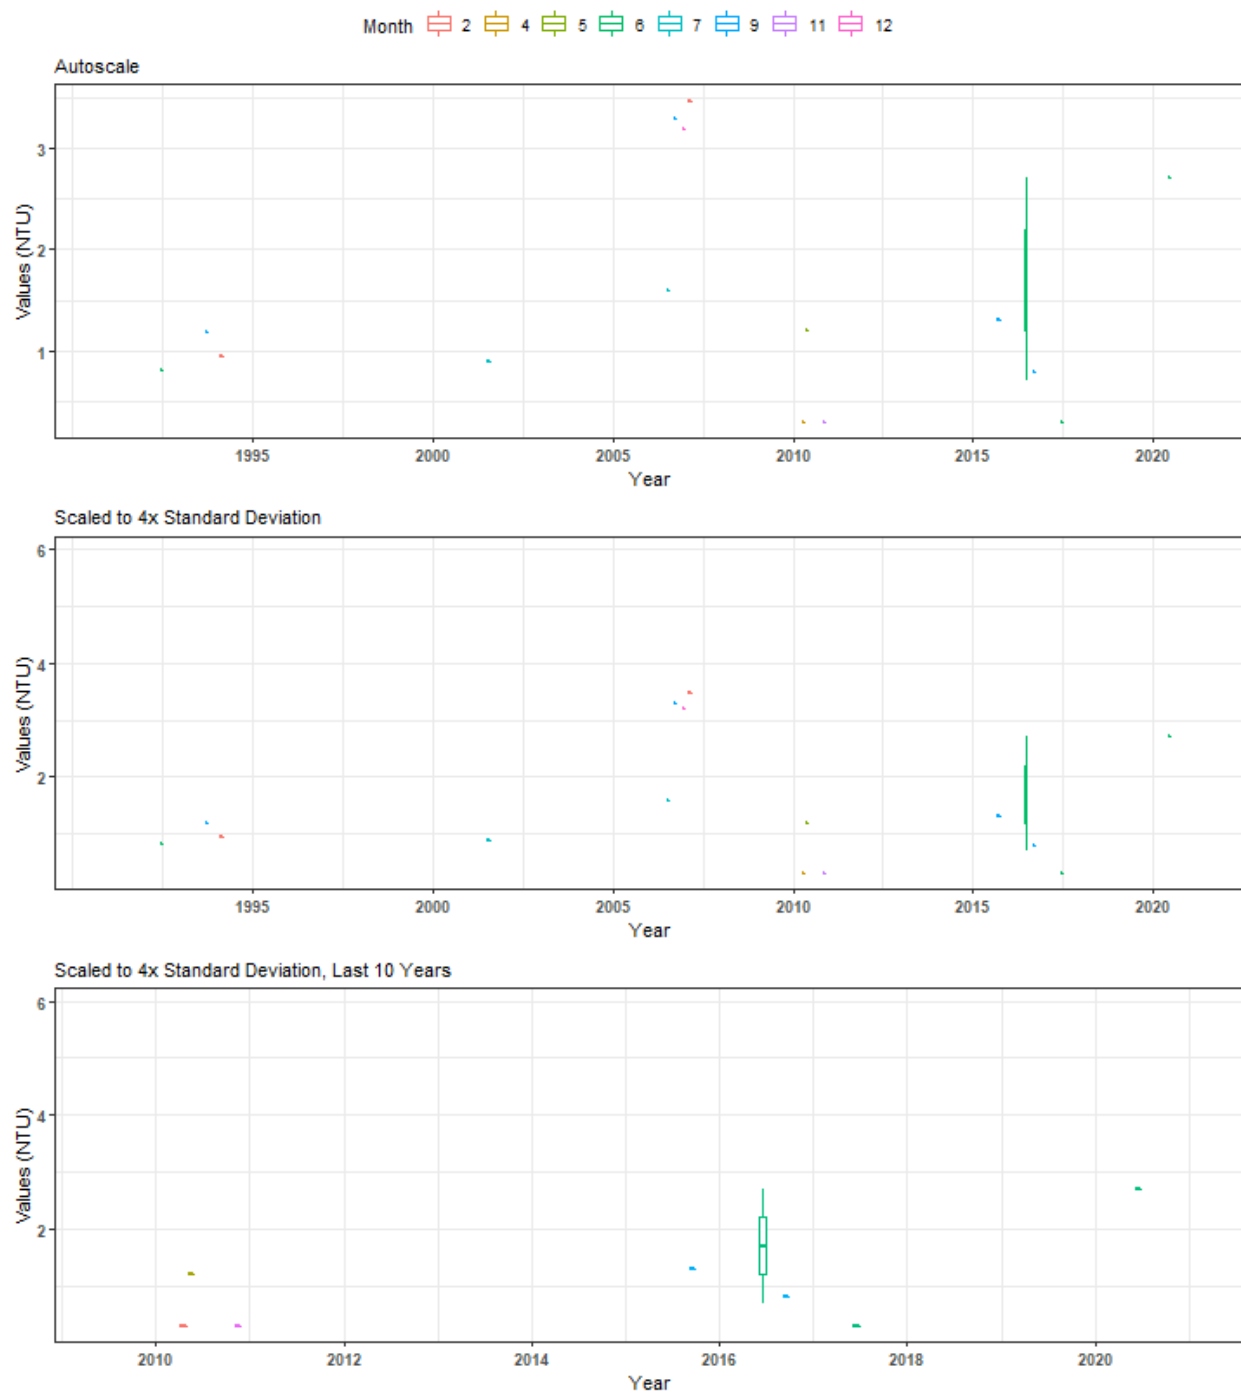 Month 2 4 5 6 7 9 11 12
Autoscale
Values (NTU)
3
2
1
1995 2000 2005 2010 2015 2020
Year
Scaled to 4x Standard Deviation
Values (NTU)
6
4
2
1995 2000 2005 2010 2015 2020
Year
Scaled to 4x Standard Deviation, Last 10 Years
Values (NTU)
6
4
2
2010 2012 2014 2016 2018 2020
Year